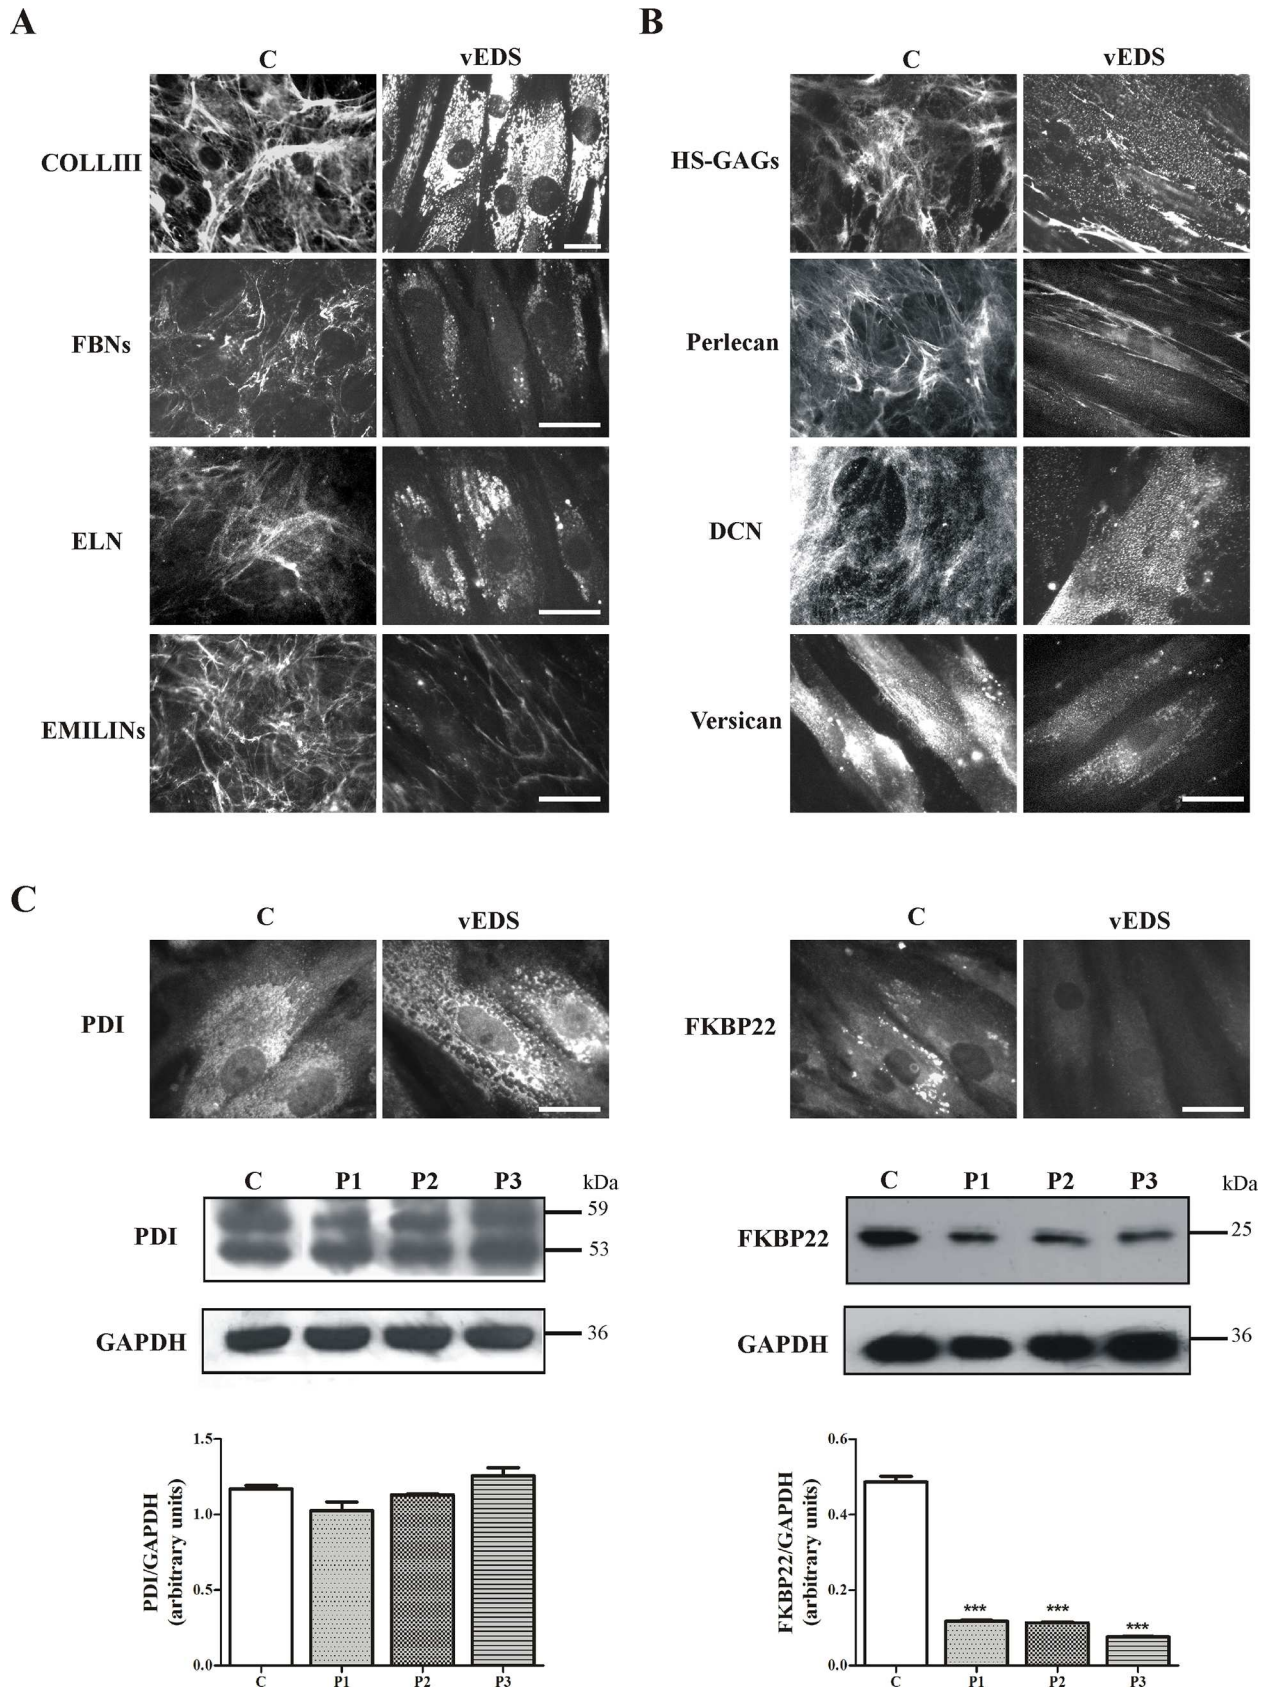 A
B
C vEDS
C vEDS
COLLIII
HS-GAGs
FBNs
Perlecan
ELN
DCN
EMILINs
Versican
C
C vEDS
C vEDS
PDI
FKBP22
C P1 P2 P3 kDa
PDI
59
53
GAPDH
36
C P1 P2 P3 kDa
FKBP22
25
GAPDH
36
PDI/GAPDH
(arbitrary units)
1.5
1.0
0.5
0.0
C P1 P2 P3
FKBP22/GAPDH
(arbitrary units)
0.6
0.4
0.2
0.0
*** *** ***
C P1 P2 P3